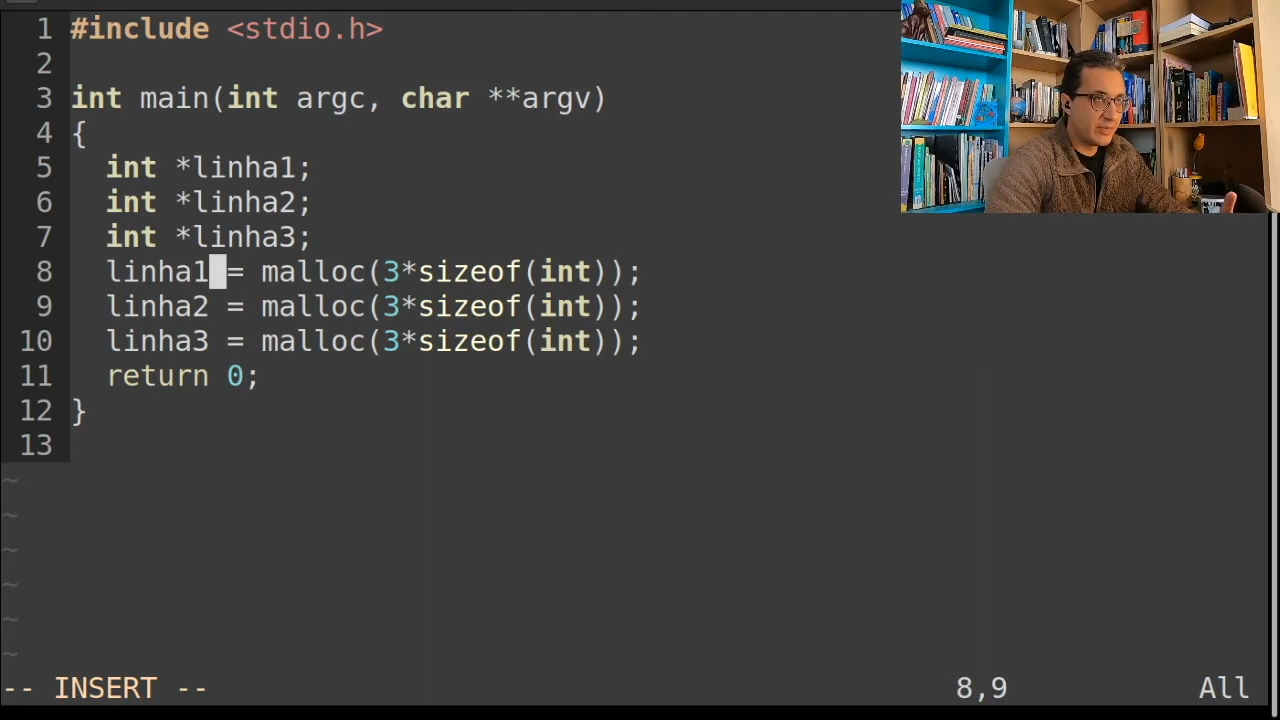 1 #include <stdio.h>
2
3 int main(int argc, char **argv)
4 {
5   int *linha1;
6   int *linha2;
7   int *linha3;
8   linha1 = malloc(3*sizeof(int));
9   linha2 = malloc(3*sizeof(int));
10   linha3 = malloc(3*sizeof(int));
11   return 0;
12 }
13
~
~
~
~
~
~
-- INSERT -- 8,9 All